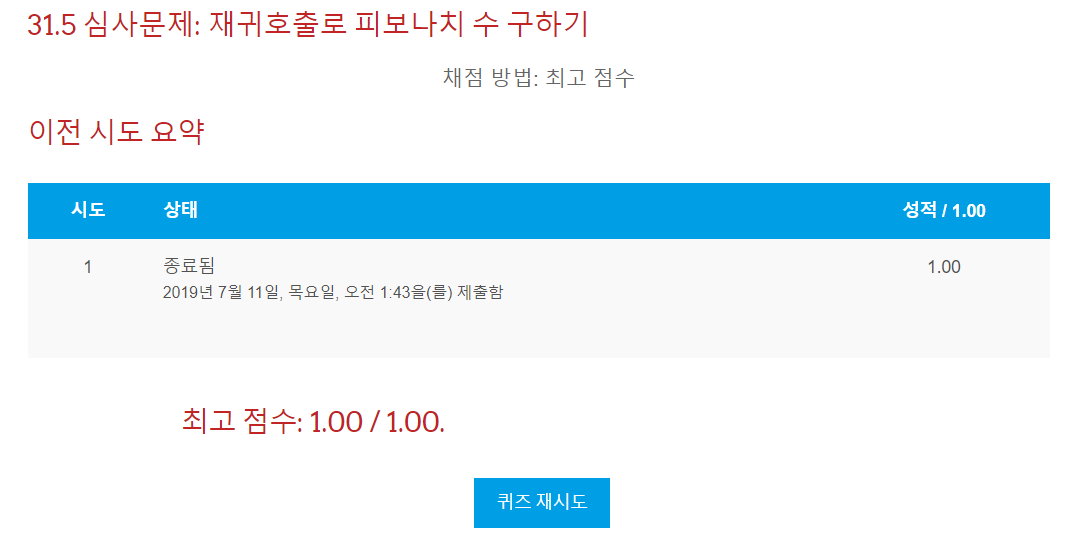 31.5 심사문제: 재귀호출로 피보나치 수 구하기
채점 방법: 최고 점수
이전 시도 요약
시도 상태 성적 / 1.00
1 종료됨 1.00
2019년 7월 11일, 목요일, 오전 1:43을(를) 제출함
최고 점수: 1.00 / 1.00.
퀴즈 재시도